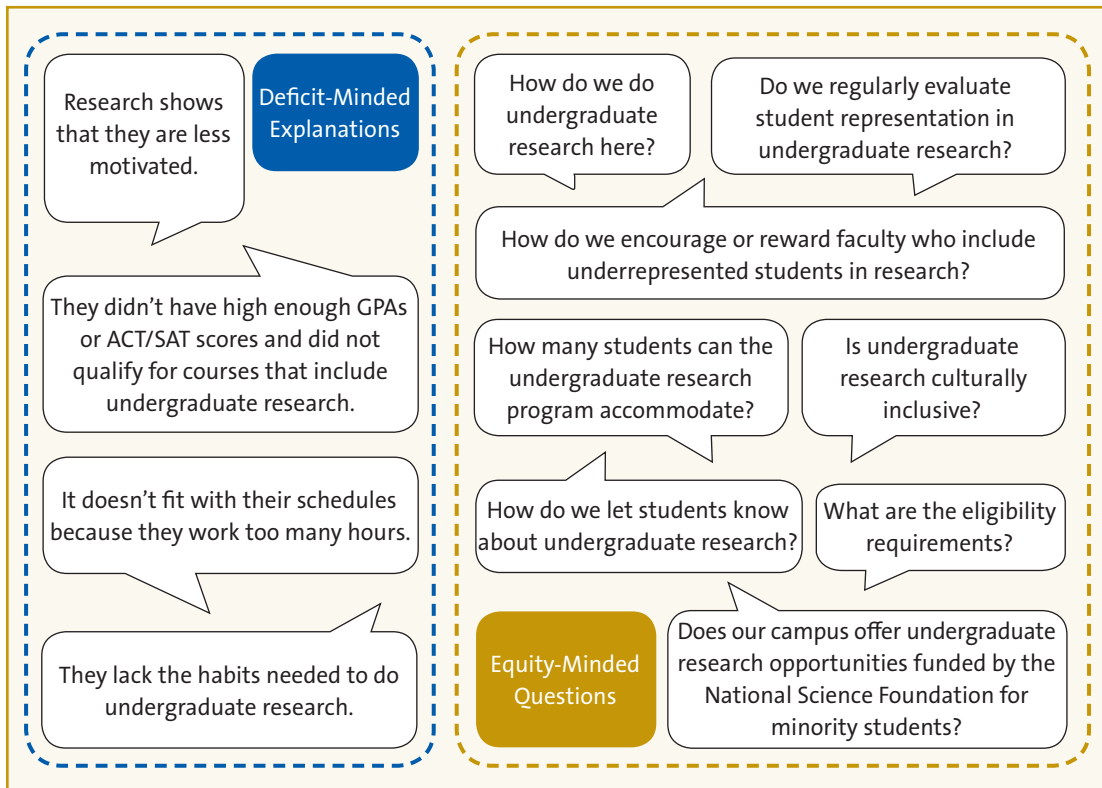 Research shows
that they are less
motivated.
Deficit-Minded
Explanations
They didn’t have high enough GPAs
or ACT/SAT scores and did not
qualify for courses that include
undergraduate research.
It doesn’t fit with their schedules
because they work too many hours.
They lack the habits needed to do
undergraduate research.
How do we do
undergraduate
research here?
Do we regularly evaluate
student representation in
undergraduate research?
How do we encourage or reward faculty who include
underrepresented students in research?
How many students can the
undergraduate research
program accommodate?
Is undergraduate
research culturally
inclusive?
How do we let students know
about undergraduate research?
What are the eligibility
requirements?
Equity-Minded
Questions
Does our campus offer undergraduate
research opportunities funded by the
National Science Foundation for
minority students?